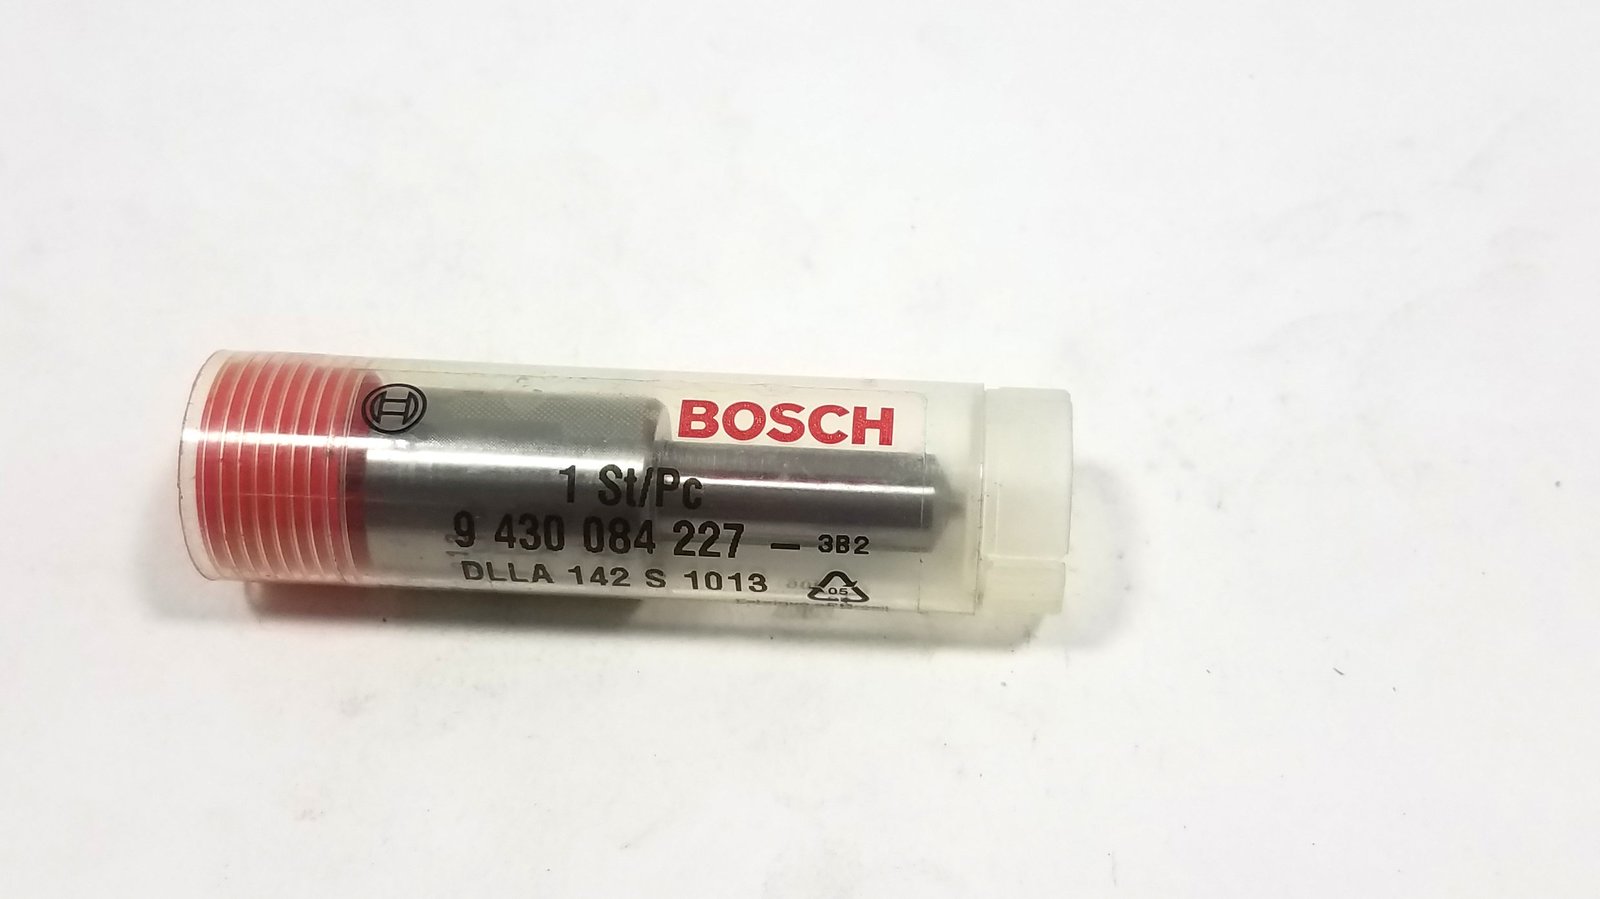 BOSCH
1 St/Pc
9 430 084 227 – 3B2
DLLA 142 S 1013
05